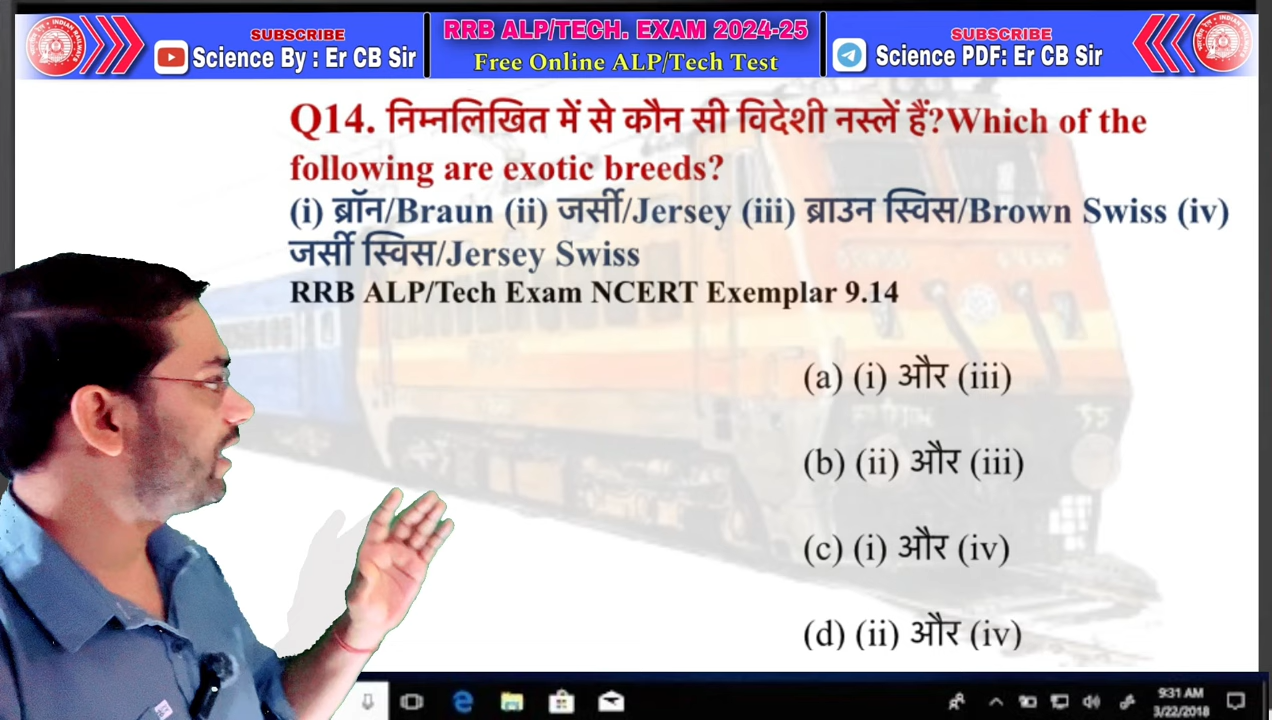 SUBSCRIBE
Science By : Er CB Sir
RRB ALP/TECH. EXAM 2024-25
Free Online ALP/Tech Test
SUBSCRIBE
Science PDF: Er CB Sir
Q14. निम्नलिखित में से कौन सी विदेशी नस्लें हैं?Which of the
following are exotic breeds?
(i) ब्रॉन/Braun (ii) जर्सी/Jersey (iii) ब्राउन स्विस/Brown Swiss (iv)
जर्सी स्विस/Jersey Swiss
RRB ALP/Tech Exam NCERT Exemplar 9.14
(a) (i) और (iii)
(b) (ii) और (iii)
(c) (i) और (iv)
(d) (ii) और (iv)
9:31 AM
3/22/2018